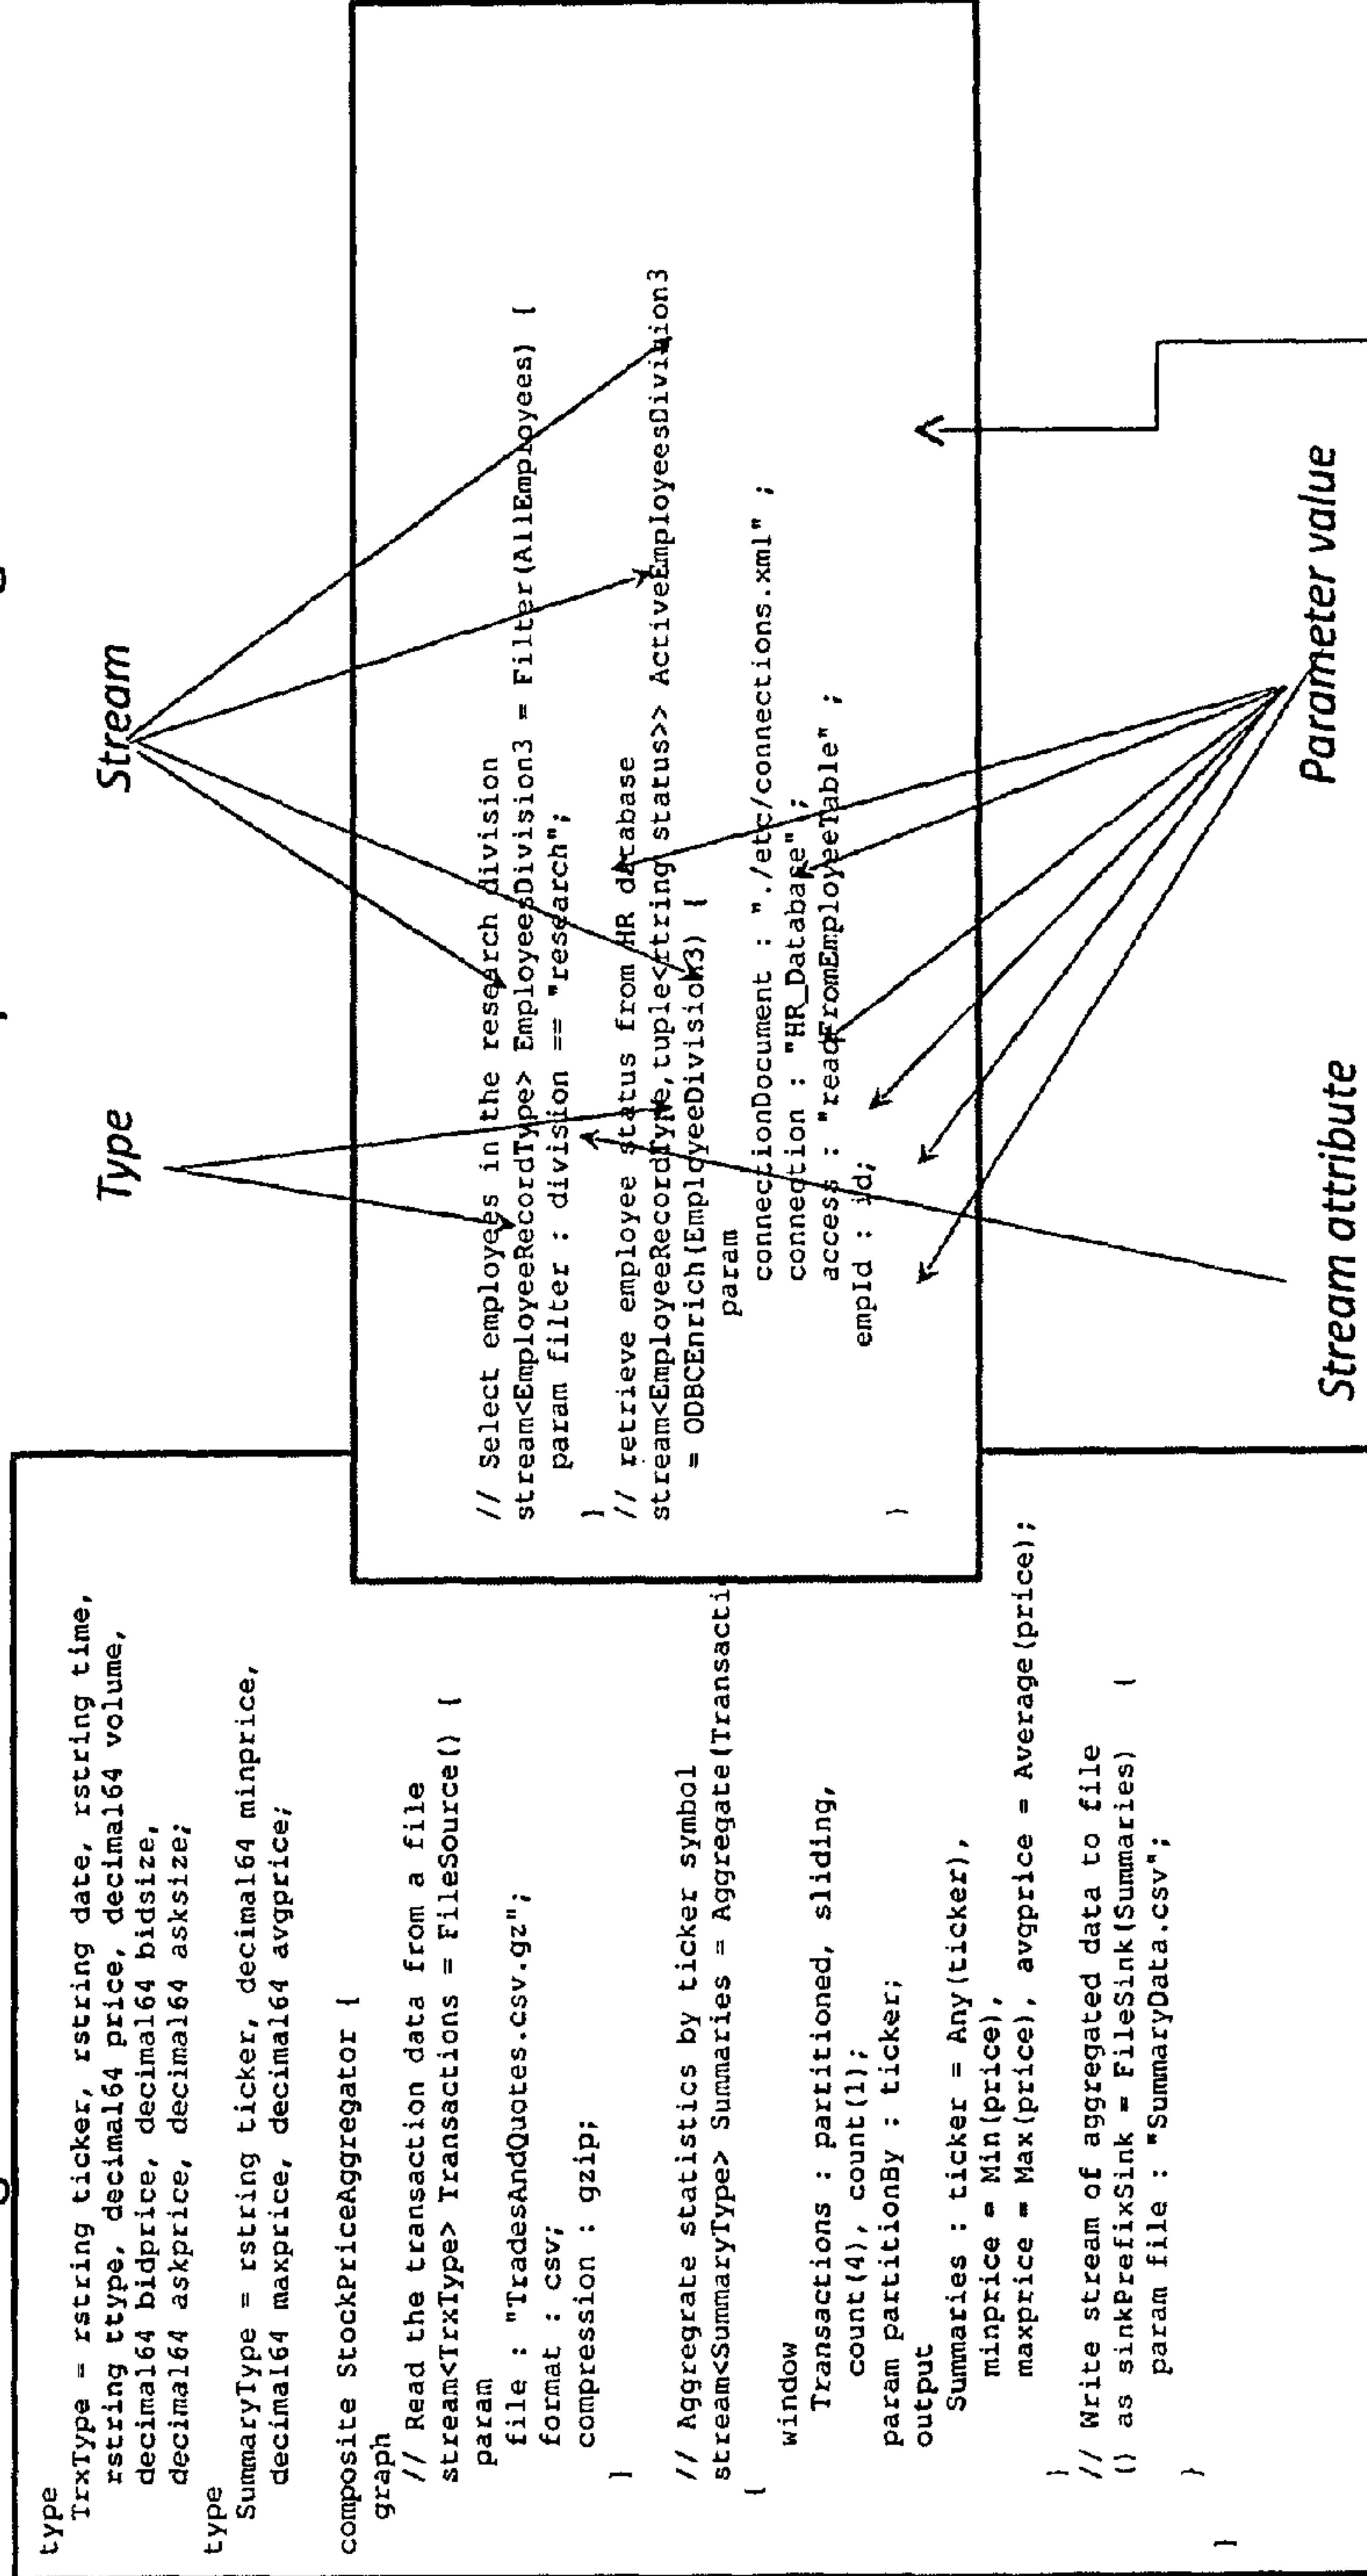 type
TrxType = rstring ticker, rstring date, rstring time,
rstring ttype, decimal64 price, decimal64 volume,
decimal64 bidprice, decimal64 bidsize,
decimal64 askprice, decimal64 asksize;
type
SummaryType = rstring ticker, decimal64 minprice,
decimal64 maxprice, decimal64 avgprice;
composite StockPriceAggregator {
graph
// Read the transaction data from a file
stream<TrxType> Transactions = FileSource() {
param
file : "TradesAndQuotes.csv.gz";
format : csv;
compression : gzip;
}
// Aggregate statistics by ticker symbol
stream<SummaryType> Summaries = Aggregate(Transacti
{
window
Transactions : partitioned, sliding,
count(4), count(1);
param partitionBy : ticker;
output
Summaries : ticker = Any(ticker),
minprice = Min(price),
maxprice = Max(price), avgprice = Average(price);
}
// Write stream of aggregated data to file
() as sinkPrefixSink = FileSink(Summaries) {
param file : "SummaryData.csv";
}
}
Type
Stream
// Select employees in the research division
stream<EmployeeRecordType> EmployeesDivision3 = Filter(AllEmployees) {
param filter : division == "research";
}
// retrieve employee status from HR database
stream<EmployeeRecordType,tuple<rtring status>> ActiveEmployeesDivision3
= ODBCEnrich(EmployeeDivision3) {
param
connectionDocument : "./etc/connections.xml" ;
connection : "HR_Database" ;
access : "readFromEmployeeTable" ;
empId : id;
}
Stream attribute
Parameter value